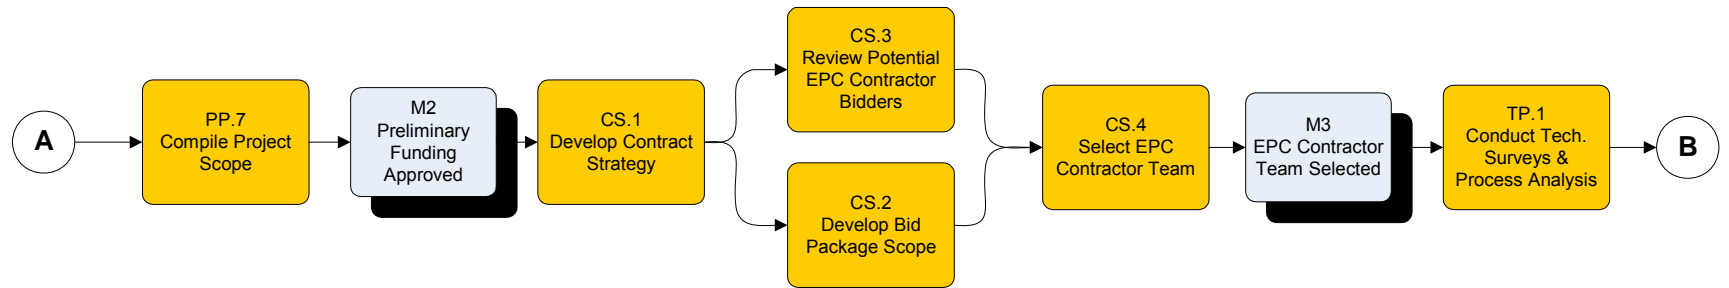 A
PP.7
Compile Project
Scope
M2
Preliminary
Funding
Approved
CS.1
Develop Contract
Strategy
CS.3
Review Potential
EPC Contractor
Bidders
CS.2
Develop Bid
Package Scope
CS.4
Select EPC
Contractor Team
M3
EPC Contractor
Team Selected
TP.1
Conduct Tech.
Surveys &
Process Analysis
B